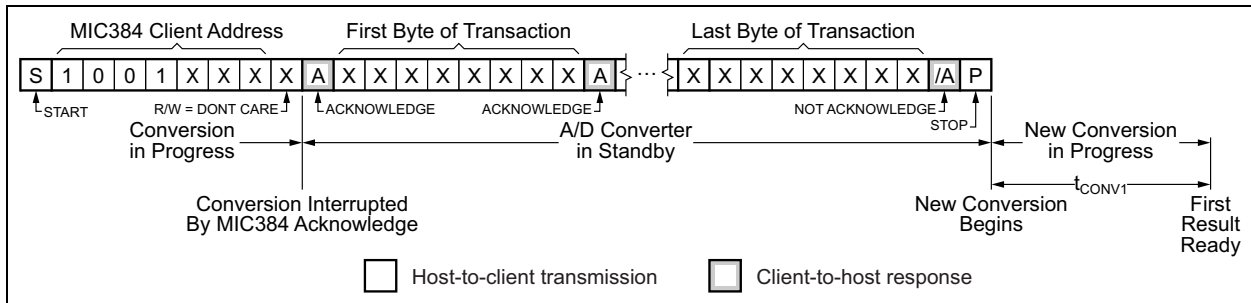 MIC384 Client Address First Byte of Transaction Last Byte of Transaction
S 1 0 0 1 X X X X A X X X X X X X X A ··· X X X X X X X X /A P
START R/W = DONT CARE ACKNOWLEDGE ACKNOWLEDGE NOT ACKNOWLEDGE
STOP
Conversion
in Progress
A/D Converter
in Standby
New Conversion
in Progress
tCONV1
Conversion Interrupted
By MIC384 Acknowledge
New Conversion
Begins
First
Result
Ready
Host-to-client transmission Client-to-host response